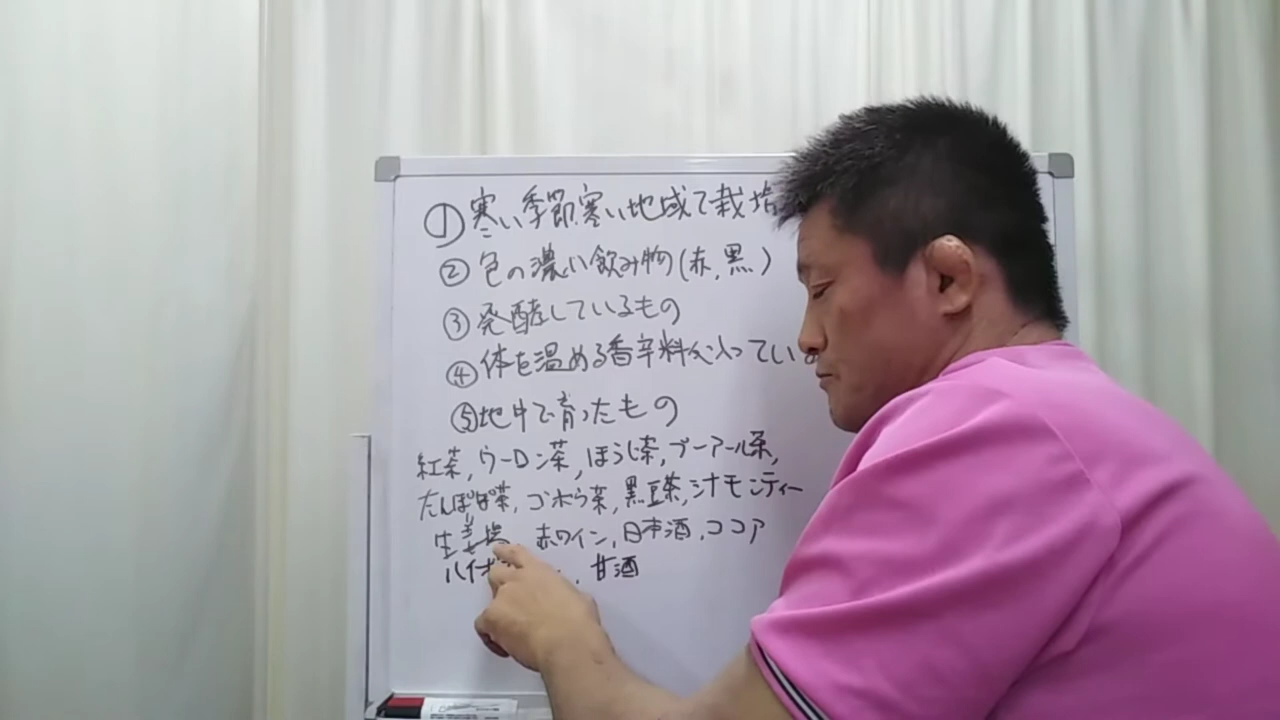 ①寒い季節、寒い地域で栽培
②色の濃い飲み物(赤,黒)
③発酵しているもの
④体を温める香辛料が入っている
⑤地中で育ったもの
紅茶,ウーロン茶,ほうじ茶,プーアール茶,
たんぽぽ茶,ゴボウ茶,黒豆茶,シナモンティー
生姜湯 赤ワイン,日本酒,ココア
ハイ 甘酒